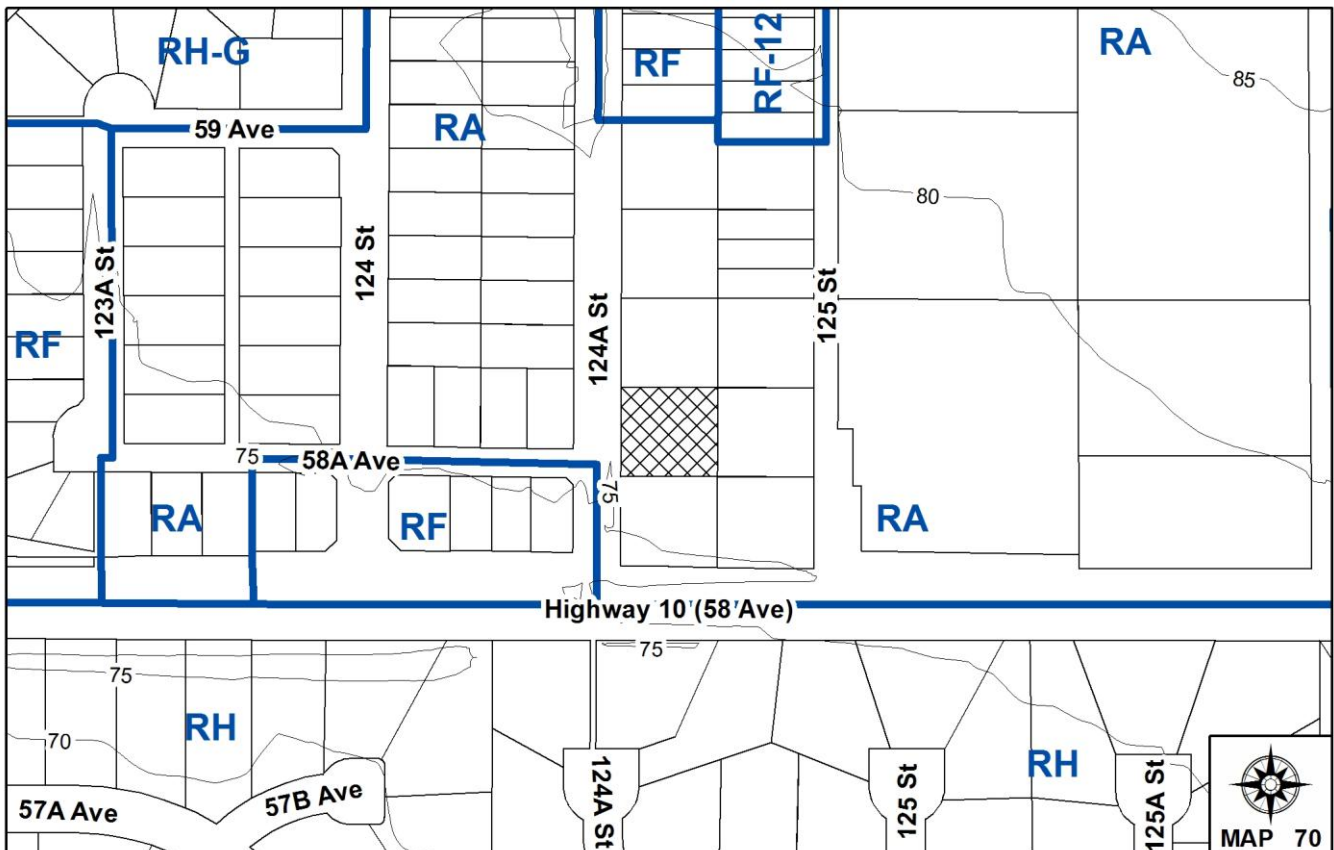 RH-G
RF
RF-12
RA
85
59 Ave
RA
80
123A St
124 St
124A St
125 St
RF
75
58A Ave
75
RA
RF
RA
Highway 10 (58 Ave)
75
75
RH
70
RH
57A Ave
57B Ave
124A St
125 St
125A St
MAP 70